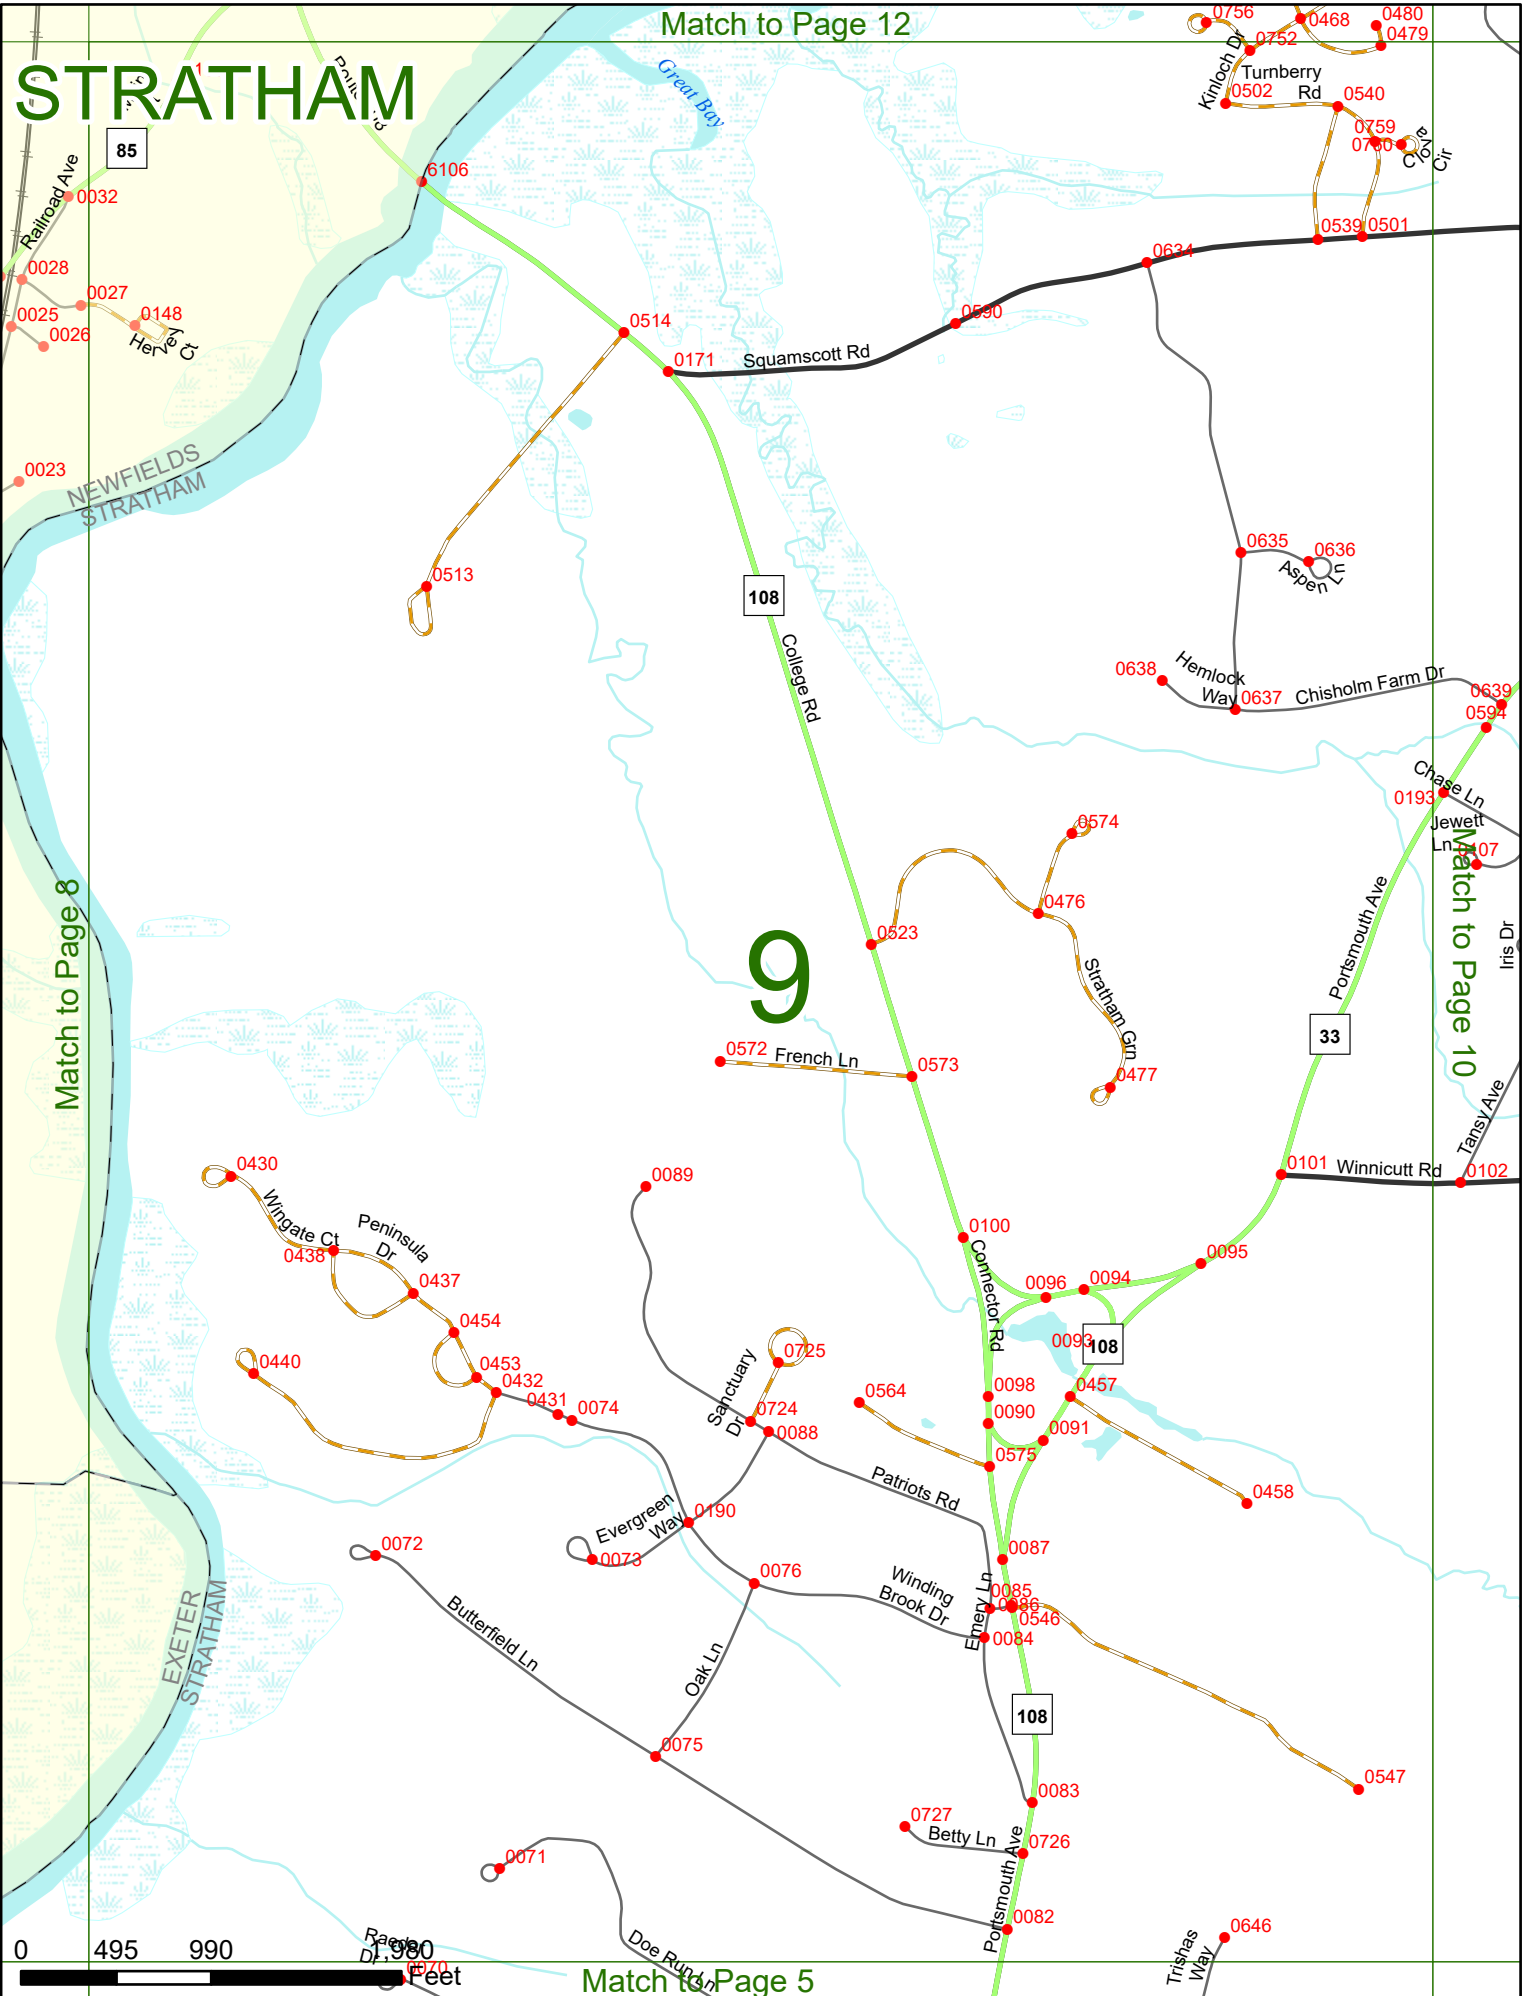 Match to Page 12
STRATHAM
0756
0468
0480
0479
0752
Kinloch Dr
Turnberry
Rd
0502
0540
0759
Cir
Great Bay
85
6106
Railroad Ave
0032
0028
0027
0025
0026
0148
Hervey
Ct
0539
0501
0634
0590
0514
0171
Squamscott Rd
0023
NEWFIELDS
STRATHAM
0513
108
College Rd
0635
0636
Aspen Ln
0638
Hemlock
Way
0637
Chisholm Farm Dr
0639
0594
Chase Ln
0193
Jewett
Ln
0574
0476
0523
Stratham Grn
0477
Match to Page 8
9
Portsmouth Ave
Match to Page 10
Iris Dr
33
0572
French Ln
0573
Tansy Ave
0101
Winnicutt Rd
0102
0430
Wingate Ct
Peninsula
Dr
0438
0437
0454
0453
0432
0440
0431
0074
0089
0100
Connector Rd
0096
0094
0095
0093
108
0098
0457
0090
0091
0575
0458
Sanctuary
Dr
0725
0724
0088
0564
Patriots Rd
0190
Evergreen
Way
0073
0072
0076
0087
Winding
Brook Dr
Emery Ln
0085
0086
0546
0084
Butterfield Ln
Oak Ln
EXETER
STRATHAM
108
0075
0547
0083
0727
Betty Ln
0726
Portsmouth Ave
0082
0071
Doe Run Ln
Raeder
Dr
0070
0646
Trishas
Way
0
495
990
1,980
Feet
Match to Page 5